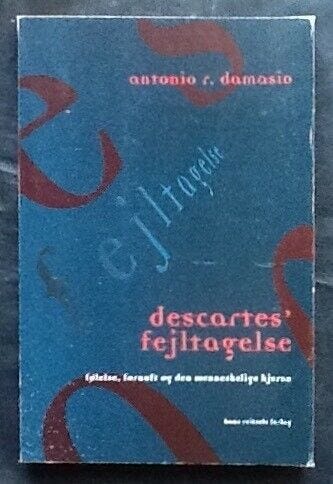 antonio r. damasio
fejltagelse
descartes'
fejltagelse
følelse, fornuft og den menneskelige hjerne
hans reitzels forlag